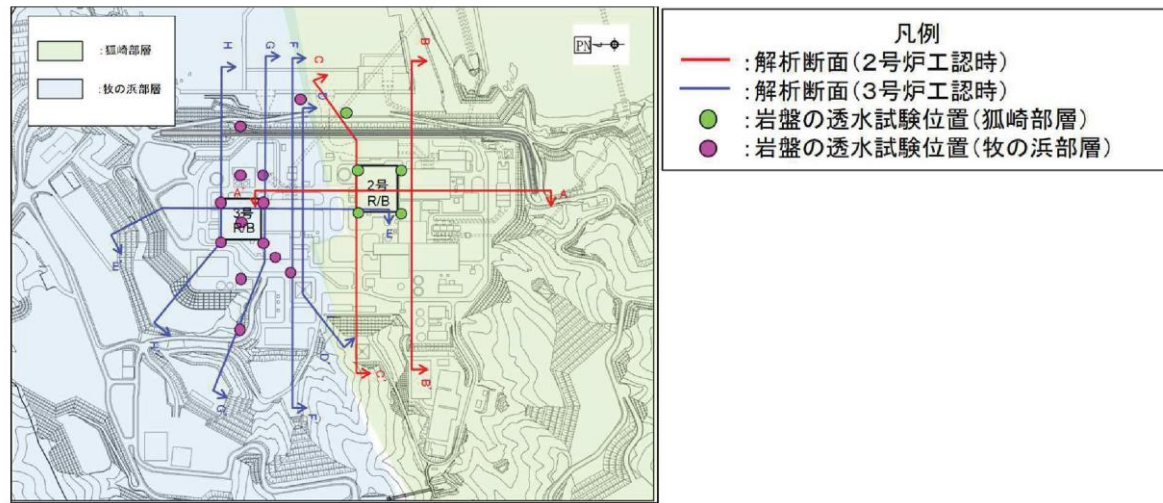 :狐崎部層
:牧の浜部層
PN
H
G
F
C
D
B
2号
R/B
A'
3号
R/B
A
E
E
H'
D'
C'
B'
G'
F
凡例
:解析断面(2号炉工認時)
:解析断面(3号炉工認時)
:岩盤の透水試験位置(狐崎部層)
:岩盤の透水試験位置(牧の浜部層)